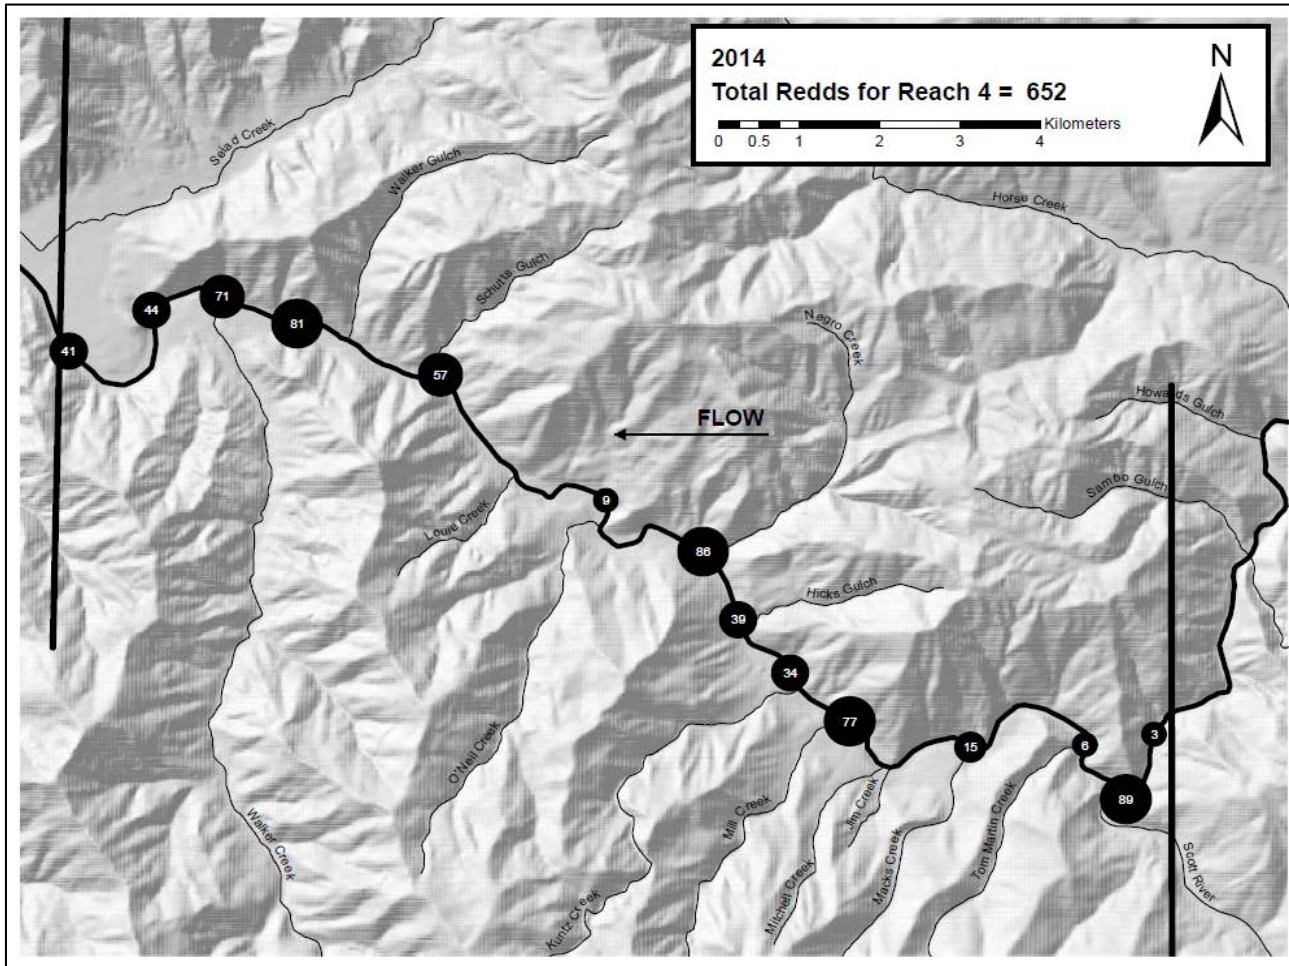 2014
N
Total Redds for Reach 4 = 652
Kilometers
0 0.5 1 2 3 4
Seiad Creek
Walker Gulch
Horse Creek
Schutts Gulch
71
44
81
Negro Creek
41
57
Howards Gulch
FLOW
Sambo Gulch
9
Louie Creek
86
Hicks Gulch
39
34
77
3
6
15
O'Neil Creek
89
Walker Creek
Mill Creek
Jim Creek
Tom Martin Creek
Macks Creek
Scott River
Mitchell Creek
Kuntz Creek